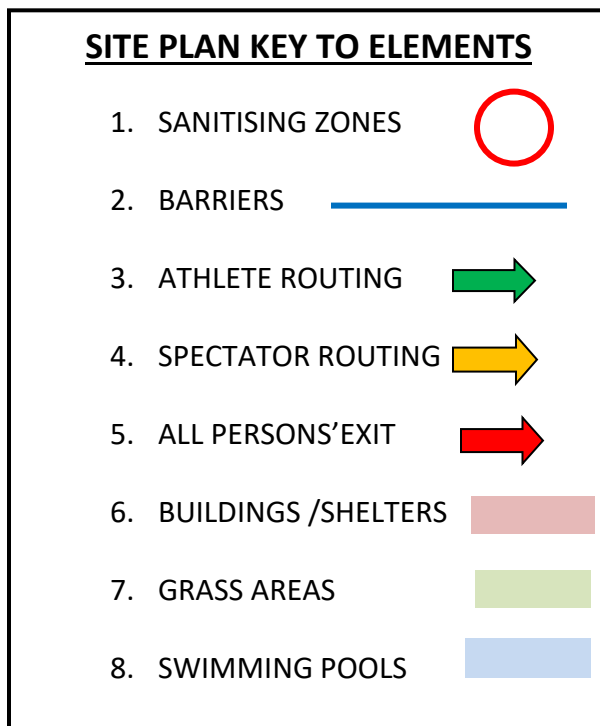 SITE PLAN KEY TO ELEMENTS
1. SANITISING ZONES
2. BARRIERS
3. ATHLETE ROUTING
4. SPECTATOR ROUTING
5. ALL PERSONS'EXIT
6. BUILDINGS /SHELTERS
7. GRASS AREAS
8. SWIMMING POOLS